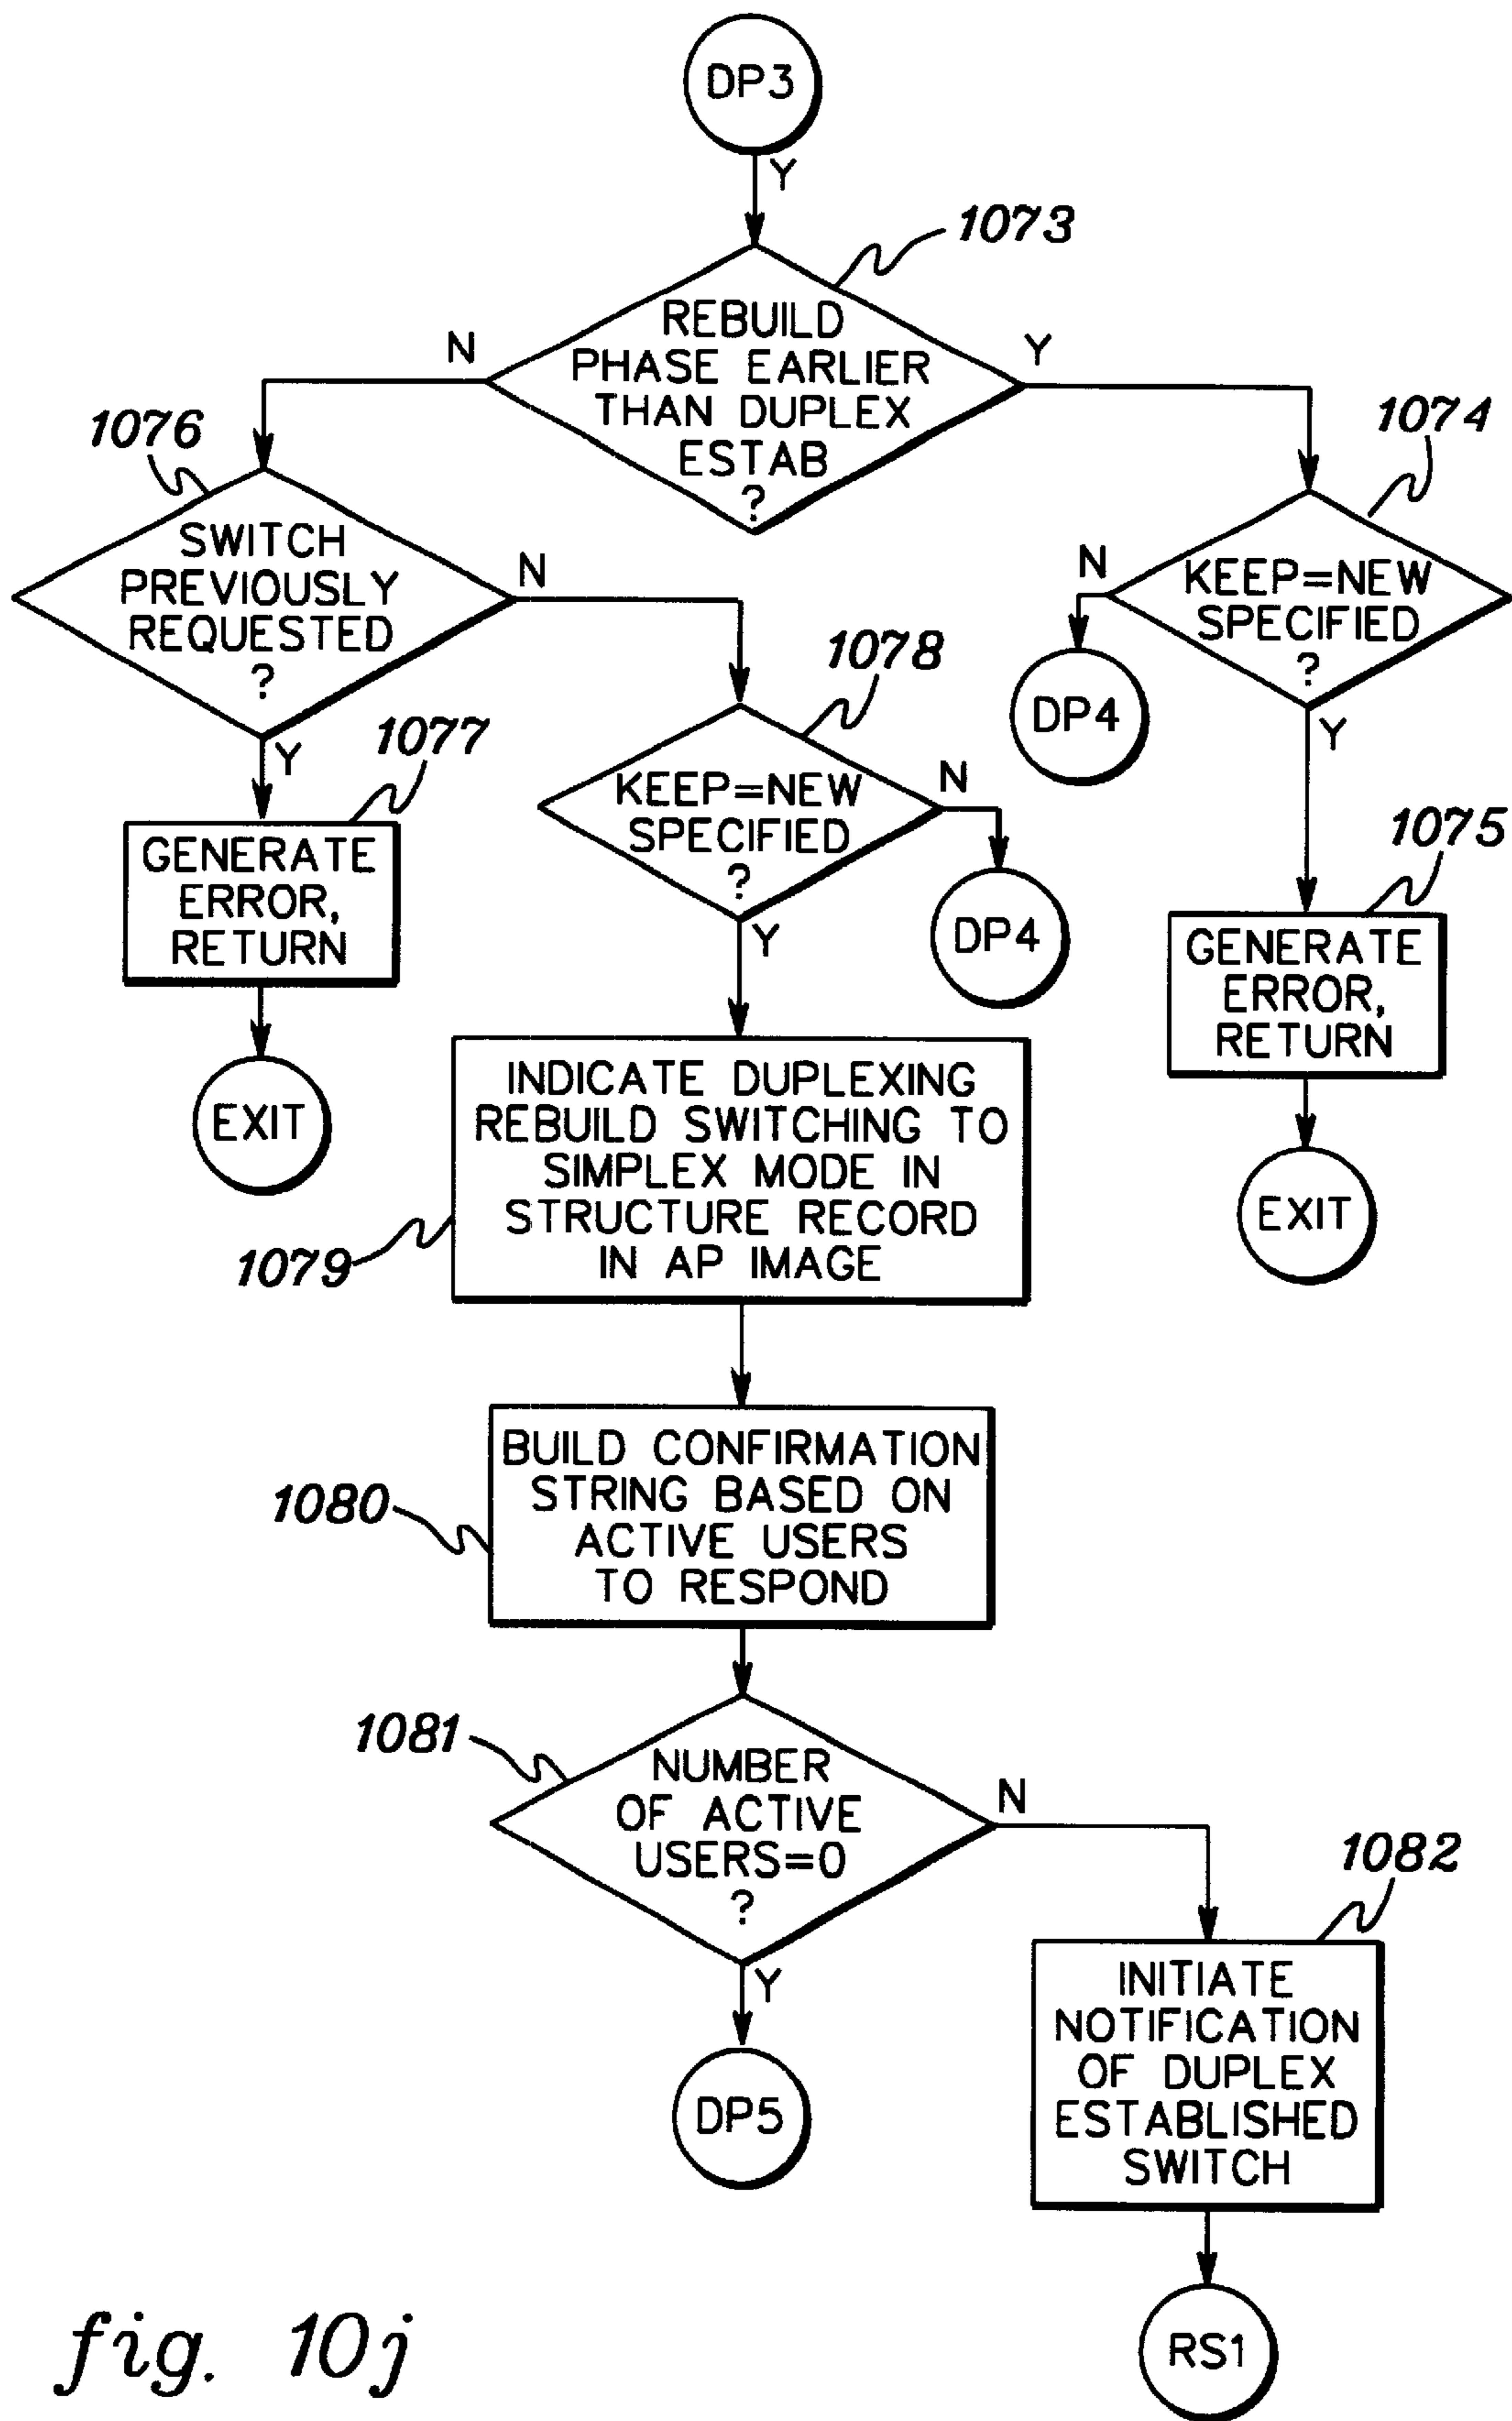 DP3
Y
1073
REBUILD
PHASE EARLIER
THAN DUPLEX
ESTAB
?
N
Y
1076
SWITCH
PREVIOUSLY
REQUESTED
?
N
Y
1074
KEEP=NEW
SPECIFIED
?
N
DP4
Y
1077
GENERATE
ERROR,
RETURN
EXIT
1078
KEEP=NEW
SPECIFIED
?
N
DP4
Y
1075
GENERATE
ERROR,
RETURN
EXIT
INDICATE DUPLEXING
REBUILD SWITCHING TO
SIMPLEX MODE IN
STRUCTURE RECORD
IN AP IMAGE
1079
BUILD CONFIRMATION
STRING BASED ON
ACTIVE USERS
TO RESPOND
1080
1081
NUMBER
OF ACTIVE
USERS=0
?
N
Y
DP5
1082
INITIATE
NOTIFICATION
OF DUPLEX
ESTABLISHED
SWITCH
RS1
fig. 10j